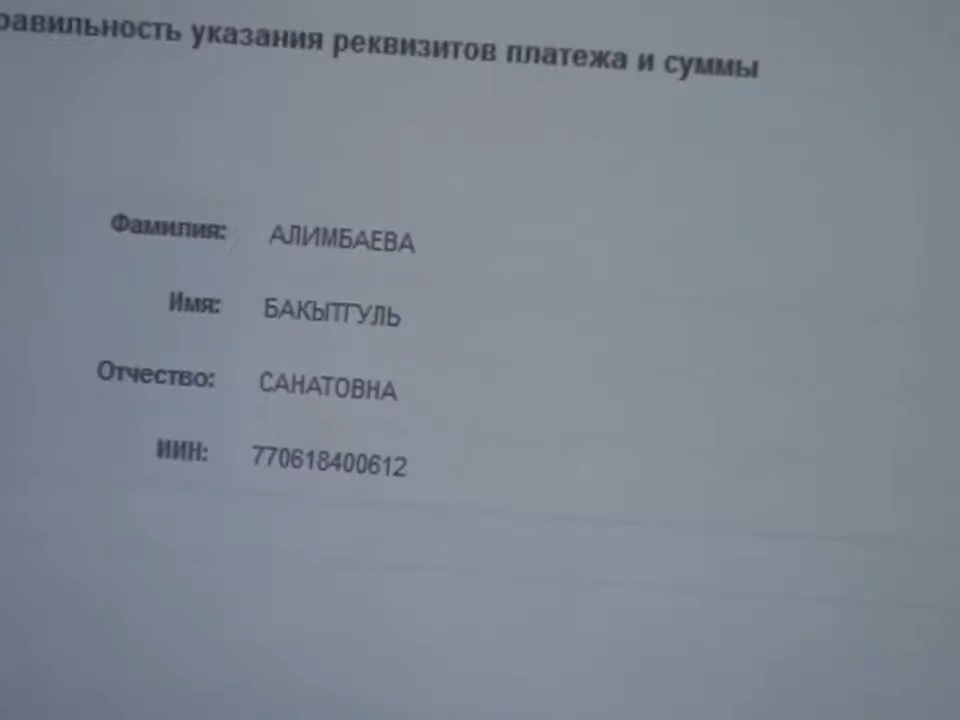 равильность указания реквизитов платежа и суммы
Фамилия: АЛИМБАЕВА
Имя: БАКЫТГУЛЬ
Отчество: САНАТОВНА
ИИН: 770618400612